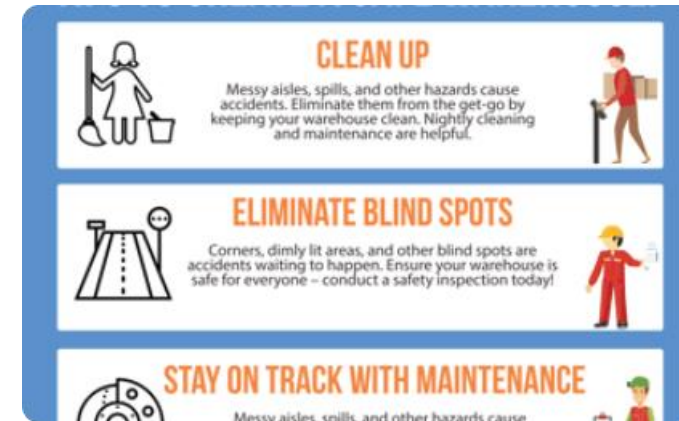 CLEAN UP
Messy aisles, spills, and other hazards cause
accidents. Eliminate them from the get-go by
keeping your warehouse clean. Nightly cleaning
and maintenance are helpful.
ELIMINATE BLIND SPOTS
Corners, dimly lit areas, and other blind spots are
accidents waiting to happen. Ensure your warehouse is
safe for everyone – conduct a safety inspection today!
STAY ON TRACK WITH MAINTENANCE
Messy aisles, spills, and other hazards cause